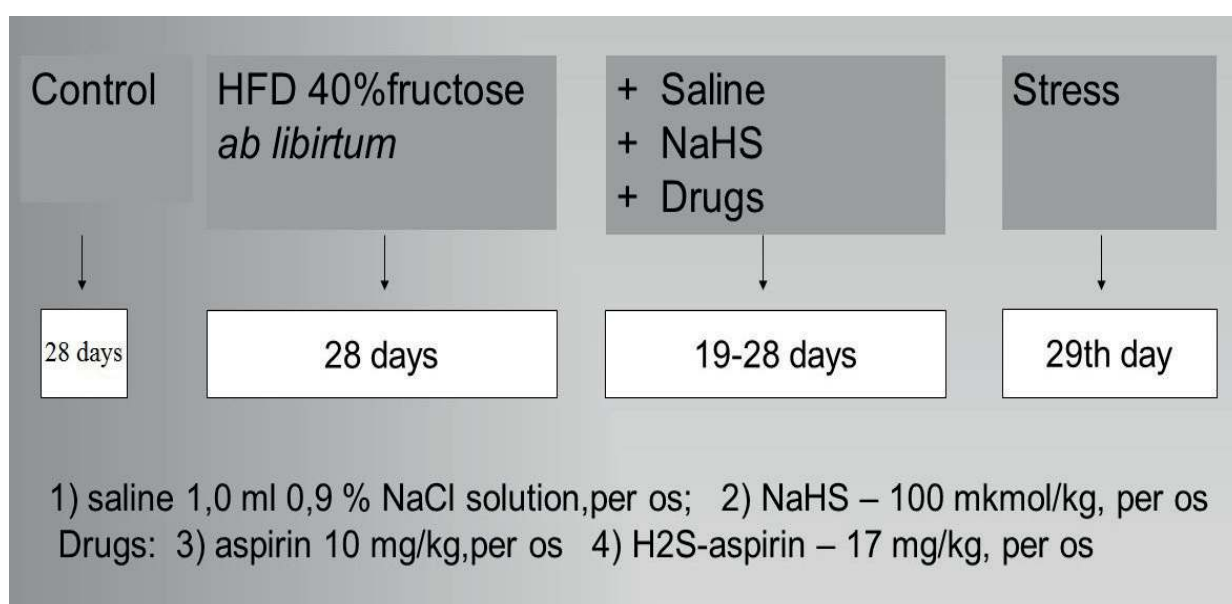 Control
HFD 40%fructose
ab libirtum
+ Saline
+ NaHS
+ Drugs
Stress
28 days
28 days
19-28 days
29th day
1) saline 1,0 ml 0,9 % NaCl solution,per os; 2) NaHS – 100 mkmol/kg, per os
Drugs: 3) aspirin 10 mg/kg,per os 4) H2S-aspirin – 17 mg/kg, per os